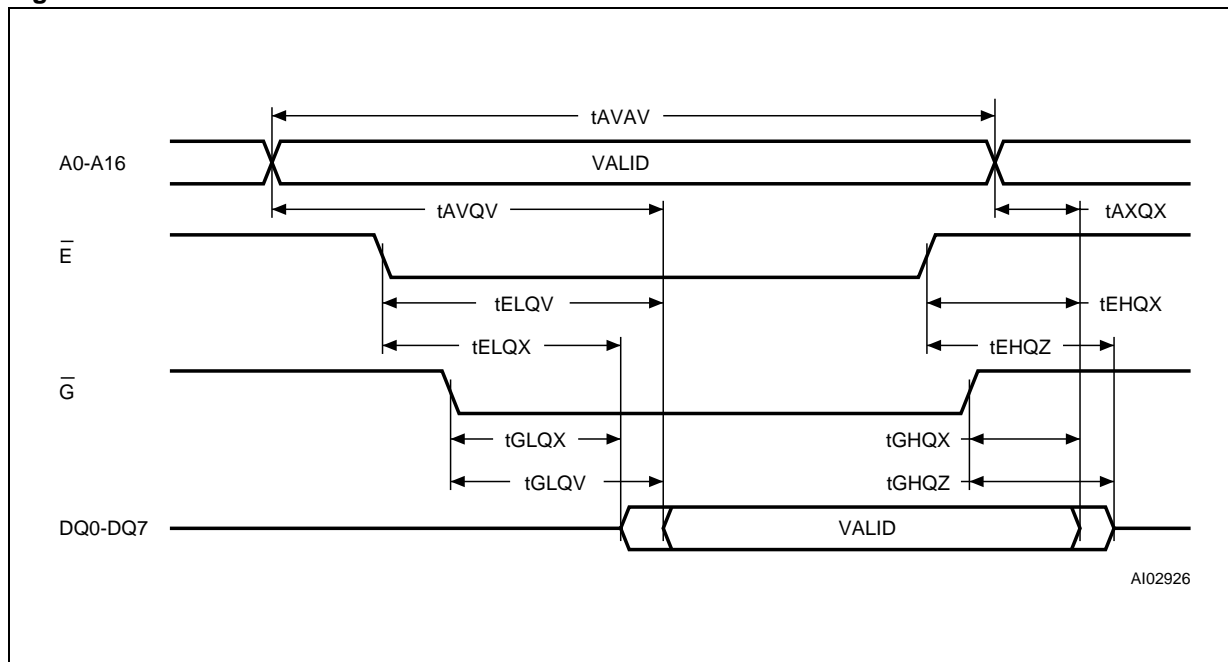 tAVAV
A0-A16
VALID
tAVQV
tAXQX
E̅
tELQV
tEHQX
tELQX
tEHQZ
G̅
tGLQX
tGHQX
tGLQV
tGHQZ
DQ0-DQ7
VALID
AI02926